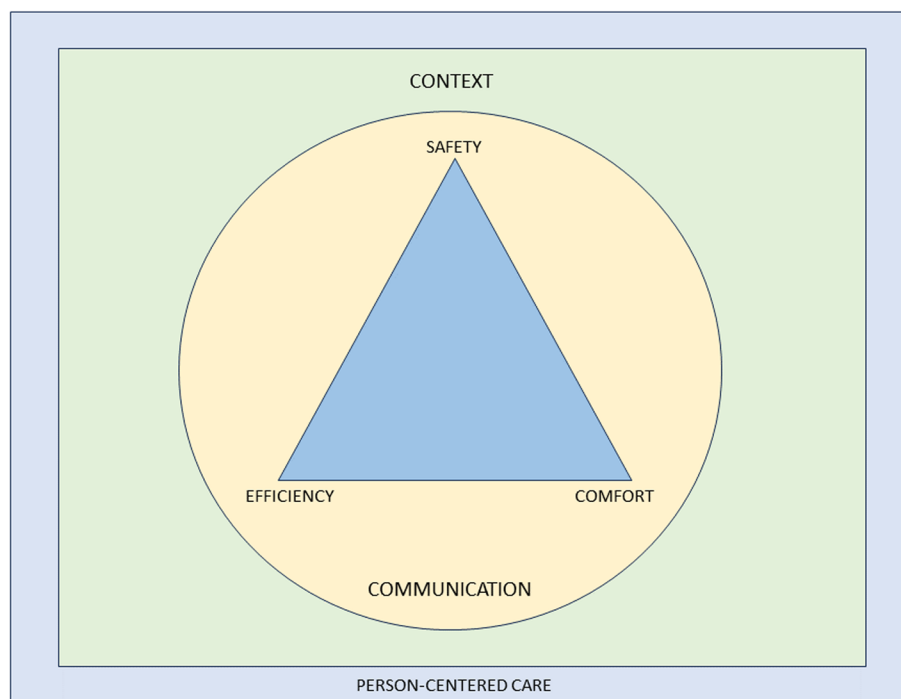 CONTEXT
SAFETY
EFFICIENCY
COMFORT
COMMUNICATION
PERSON-CENTERED CARE